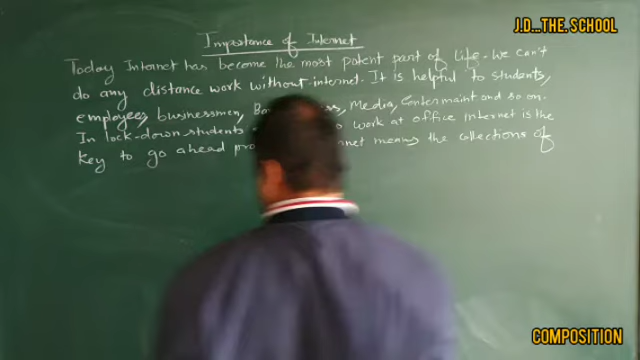 J.D...THE. SCHOOL
Importance of Internet
Today Internet has become the most potent part of life. We can't
do any distance work without internet. It is helpful to students,
employees, businessmen, Media, Entermaint and so on.
In lock-down students work at office internet is the
key to go ahead means the collections of
COMPOSITION